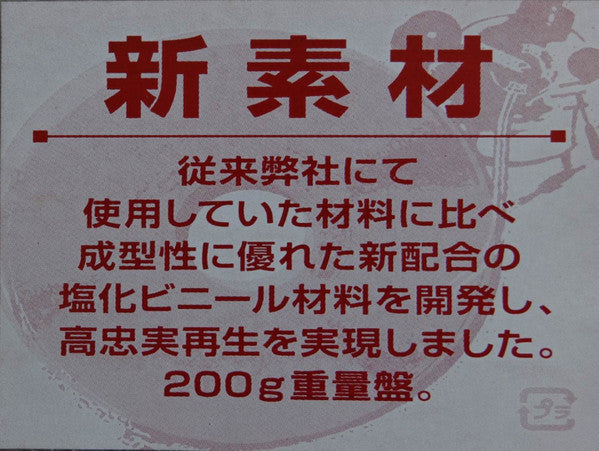 新素材
従来弊社にて
使用していた材料に比べ
成型性に優れた新配合の
塩化ビニール材料を開発し、
高忠実再生を実現しました。
200g重量盤。
プラ